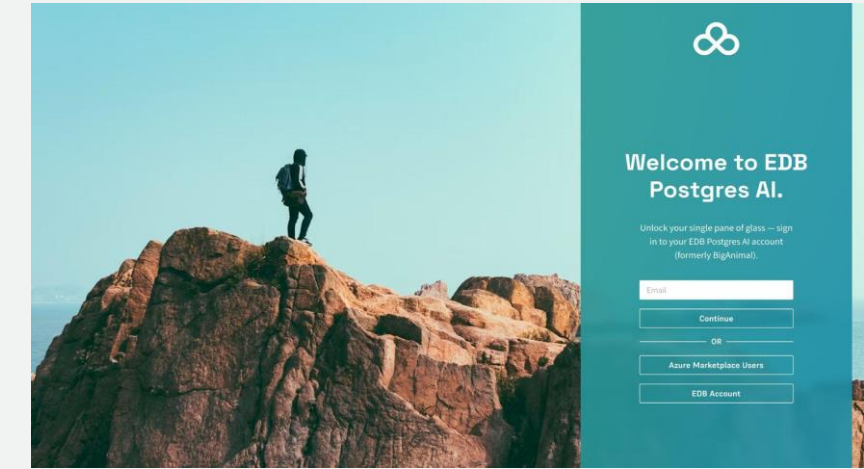 Welcome to EDB
Postgres AI.
Unlock your single pane of glass — sign
in to your EDB Postgres AI account
(formerly BigAnimal).
Email
Continue
OR
Azure Marketplace Users
EDB Account